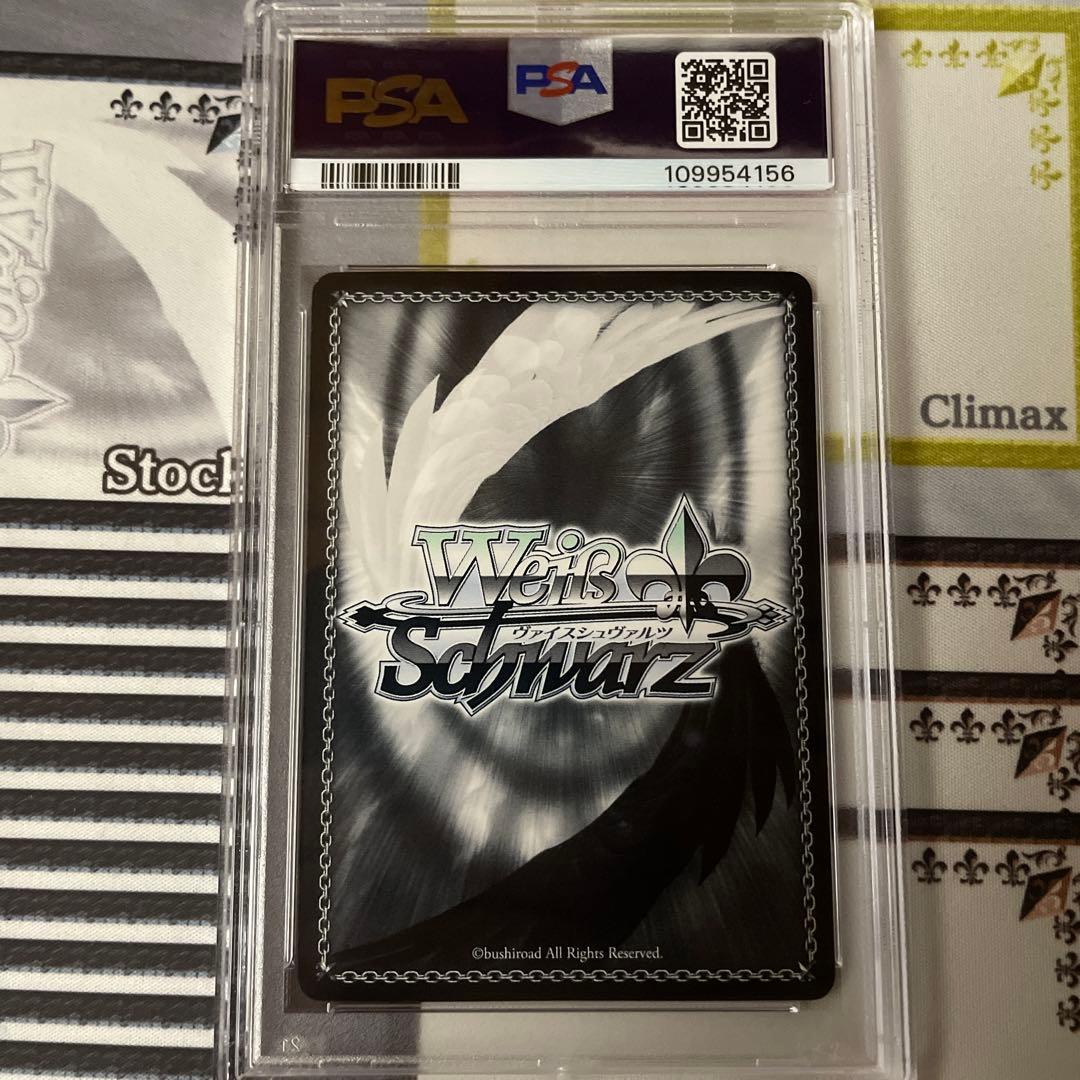 PSA
PSA
109954156
Stock
Climax
Weiß
ヴァイスシュヴァルツ
Schwarz
©bushiroad All Rights Reserved.